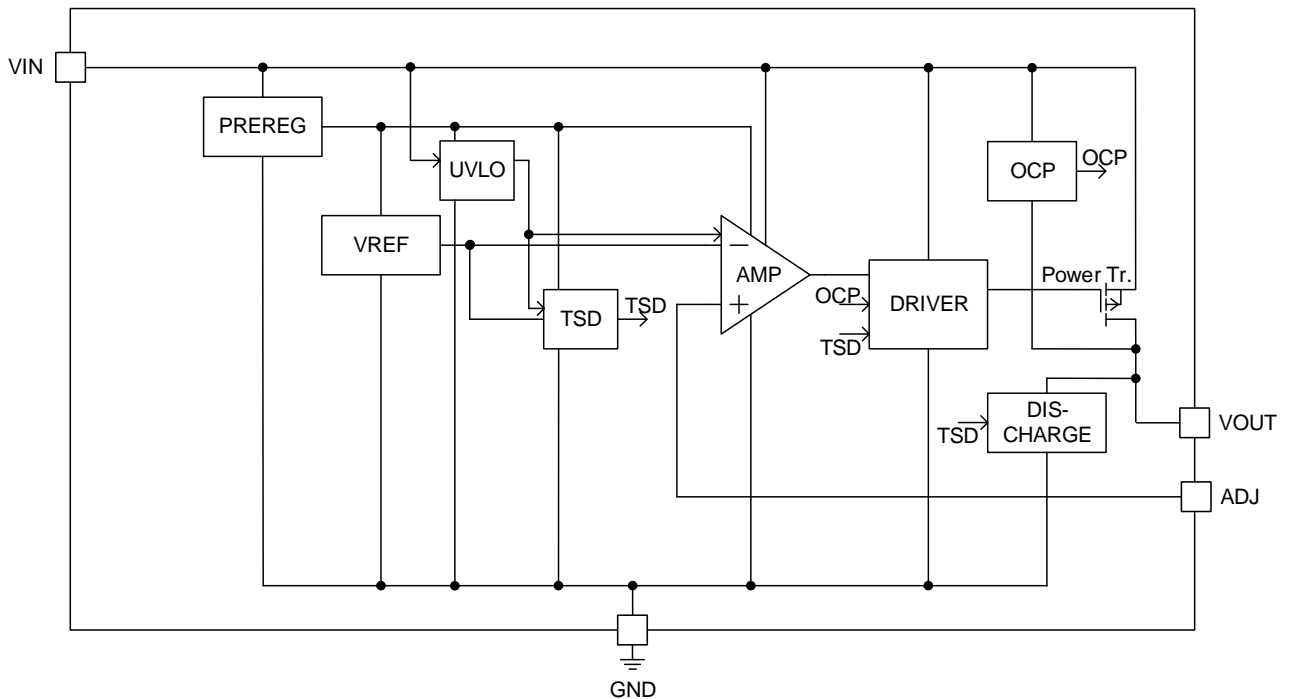 VIN
PREREG
UVLO
OCP
OCP
VREF
AMP
Power Tr.
TSD
TSD
OCP
DRIVER
TSD
DIS-
CHARGE
TSD
VOUT
ADJ
GND